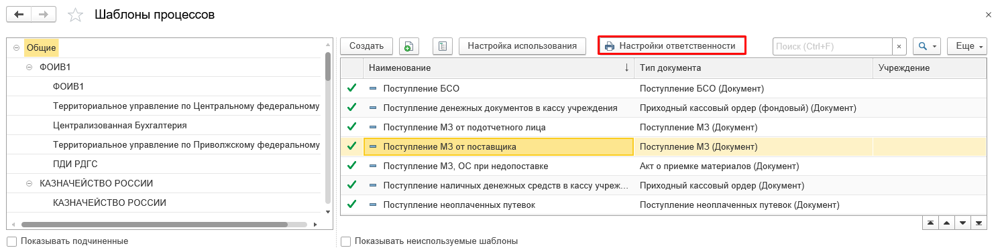 Шаблоны процессов
Общие
ФОИВ1
ФОИВ1
Территориальное управление по Центральному федеральному
Централизованная Бухгалтерия
Территориальное управление по Приволжскому федеральному
ПДИ РДГС
КАЗНАЧЕЙСТВО РОССИИ
КАЗНАЧЕЙСТВО РОССИИ
Показывать подчиненные
Создать Настройка использования Настройки ответственности Поиск (Ctrl+F) × Еще
Наименование ↓ Тип документа Учреждение
Поступление БСО Поступление БСО (Документ)
Поступление денежных документов в кассу учреждения Приходный кассовый ордер (фондовый) (Документ)
Поступление МЗ от подотчетного лица Поступление МЗ (Документ)
Поступление МЗ от поставщика Поступление МЗ (Документ)
Поступление МЗ, ОС при недопоставке Акт о приемке материалов (Документ)
Поступление наличных денежных средств в кассу учреж... Приходный кассовый ордер (Документ)
Поступление неоплаченных путевок Поступление неоплаченных путевок (Документ)
Показывать неиспользуемые шаблоны